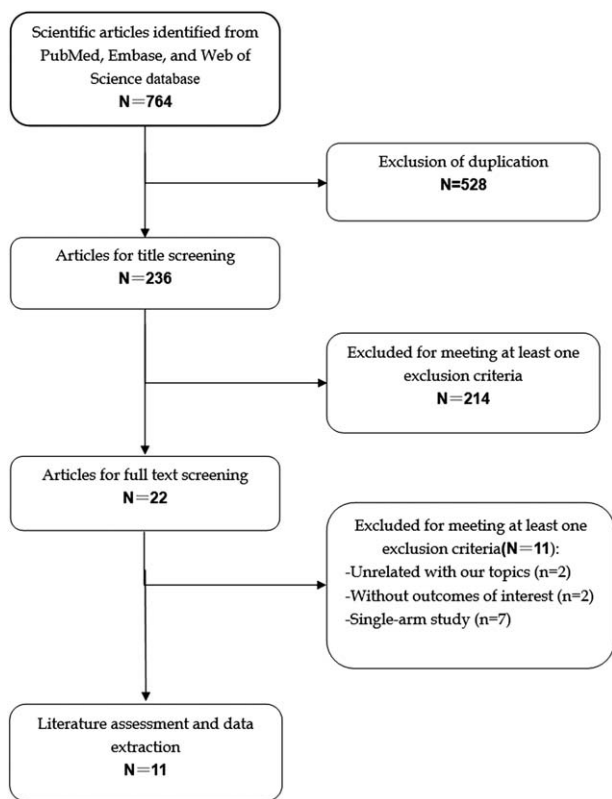 Scientific articles identified from
PubMed, Embase, and Web of
Science database
N=764
Exclusion of duplication
N=528
Articles for title screening
N=236
Excluded for meeting at least one
exclusion criteria
N=214
Articles for full text screening
N=22
Excluded for meeting at least one
exclusion criteria(N=11):
-Unrelated with our topics (n=2)
-Without outcomes of interest (n=2)
-Single-arm study (n=7)
Literature assessment and data
extraction
N=11